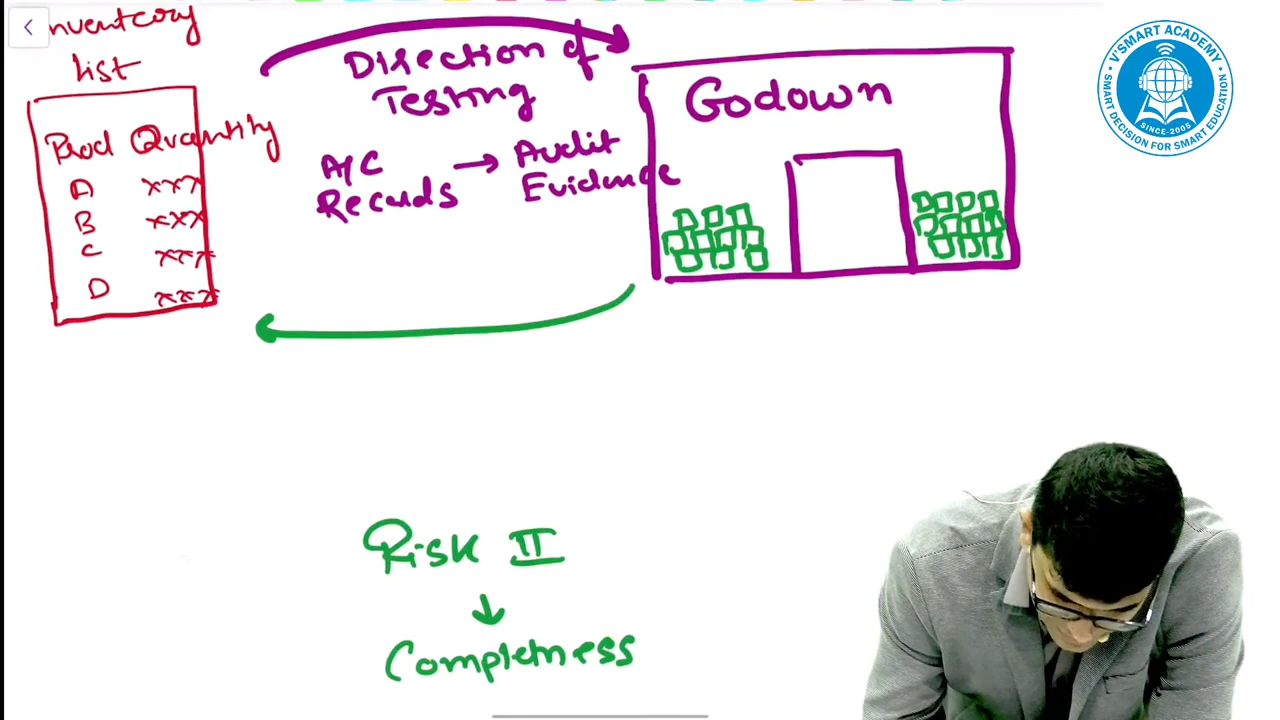 nventory
list
Prod Quantity
A xxx
B xxx
C xxx
D xxx
Direction of
Testing
A/C → Audit
Records Evidence
Godown
Risk II
↓
Completness
V'SMART ACADEMY
SMART DECISION FOR SMART EDUCATION
SINCE-2005